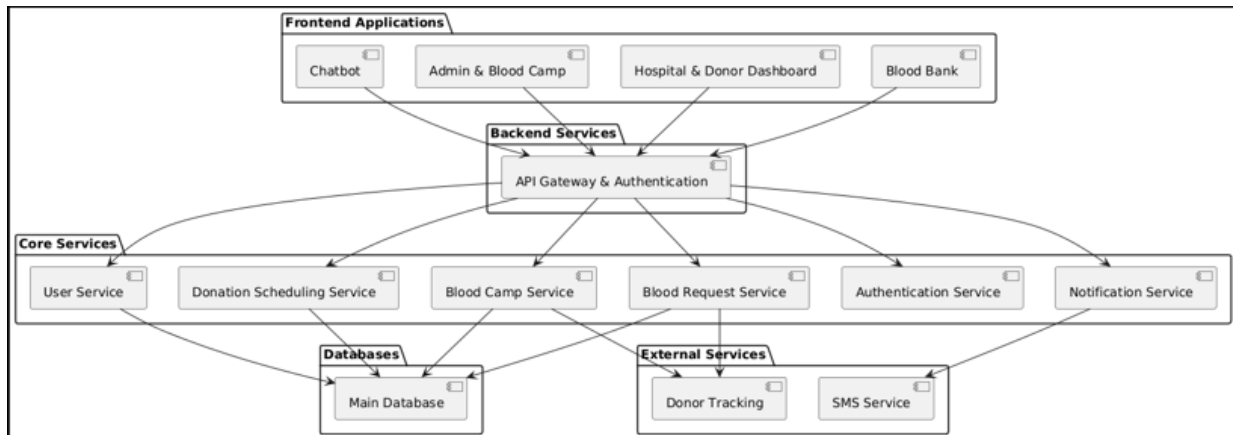 Frontend Applications
Chatbot
Admin & Blood Camp
Hospital & Donor Dashboard
Blood Bank
Backend Services
API Gateway & Authentication
Core Services
User Service
Donation Scheduling Service
Blood Camp Service
Blood Request Service
Authentication Service
Notification Service
Databases
Main Database
External Services
Donor Tracking
SMS Service